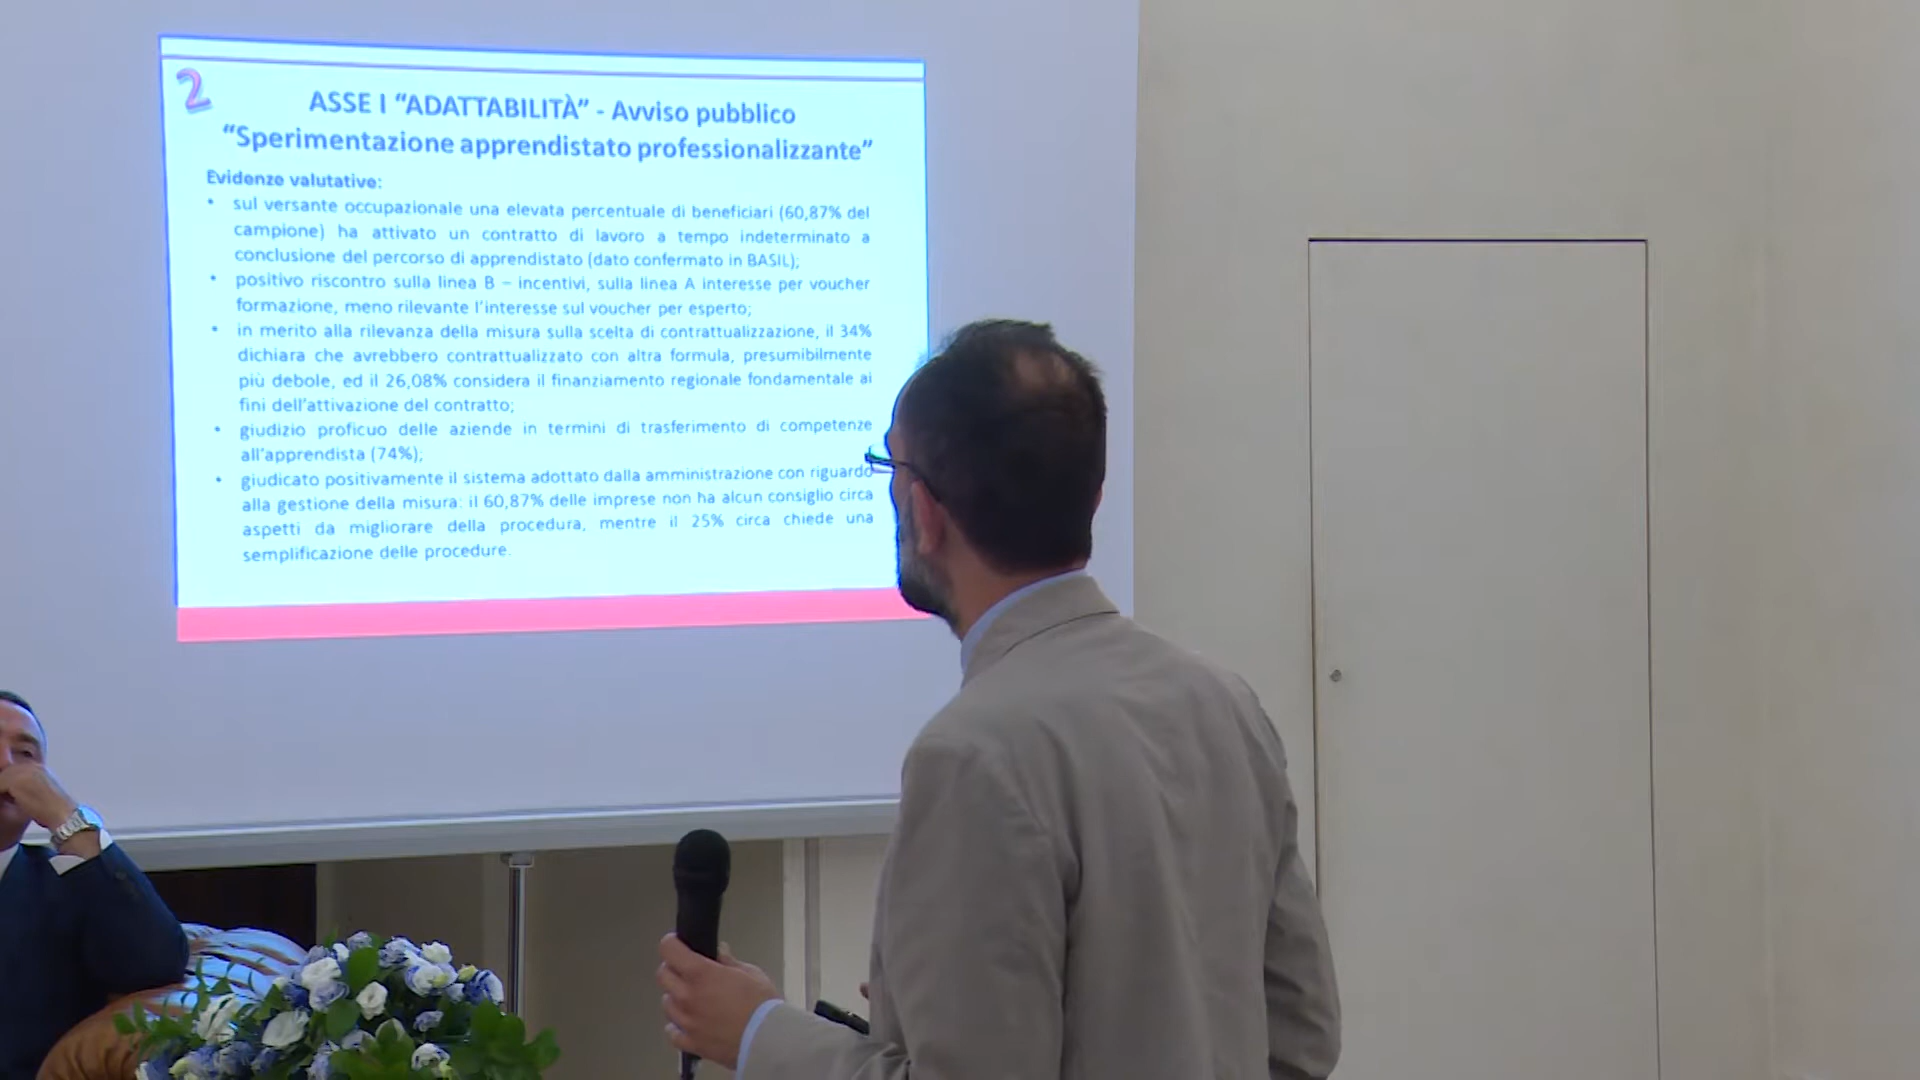 2
ASSE I “ADATTABILITÀ” - Avviso pubblico
“Sperimentazione apprendistato professionalizzante”
Evidenze valutative:
• sul versante occupazionale una elevata percentuale di beneficiari (60,87% del
campione) ha attivato un contratto di lavoro a tempo indeterminato a
conclusione del percorso di apprendistato (dato confermato in BASIL);
• positivo riscontro sulla linea B – incentivi, sulla linea A interesse per voucher
formazione, meno rilevante l’interesse sul voucher per esperto;
• in merito alla rilevanza della misura sulla scelta di contrattualizzazione, il 34%
dichiara che avrebbero contrattualizzato con altra formula, presumibilmente
più debole, ed il 26,08% considera il finanziamento regionale fondamentale ai
fini dell’attivazione del contratto;
• giudizio proficuo delle aziende in termini di trasferimento di competenze
all’apprendista (74%);
• giudicato positivamente il sistema adottato dalla amministrazione con riguardo
alla gestione della misura: il 60,87% delle imprese non ha alcun consiglio circa
aspetti da migliorare della procedura, mentre il 25% circa chiede una
semplificazione delle procedure.